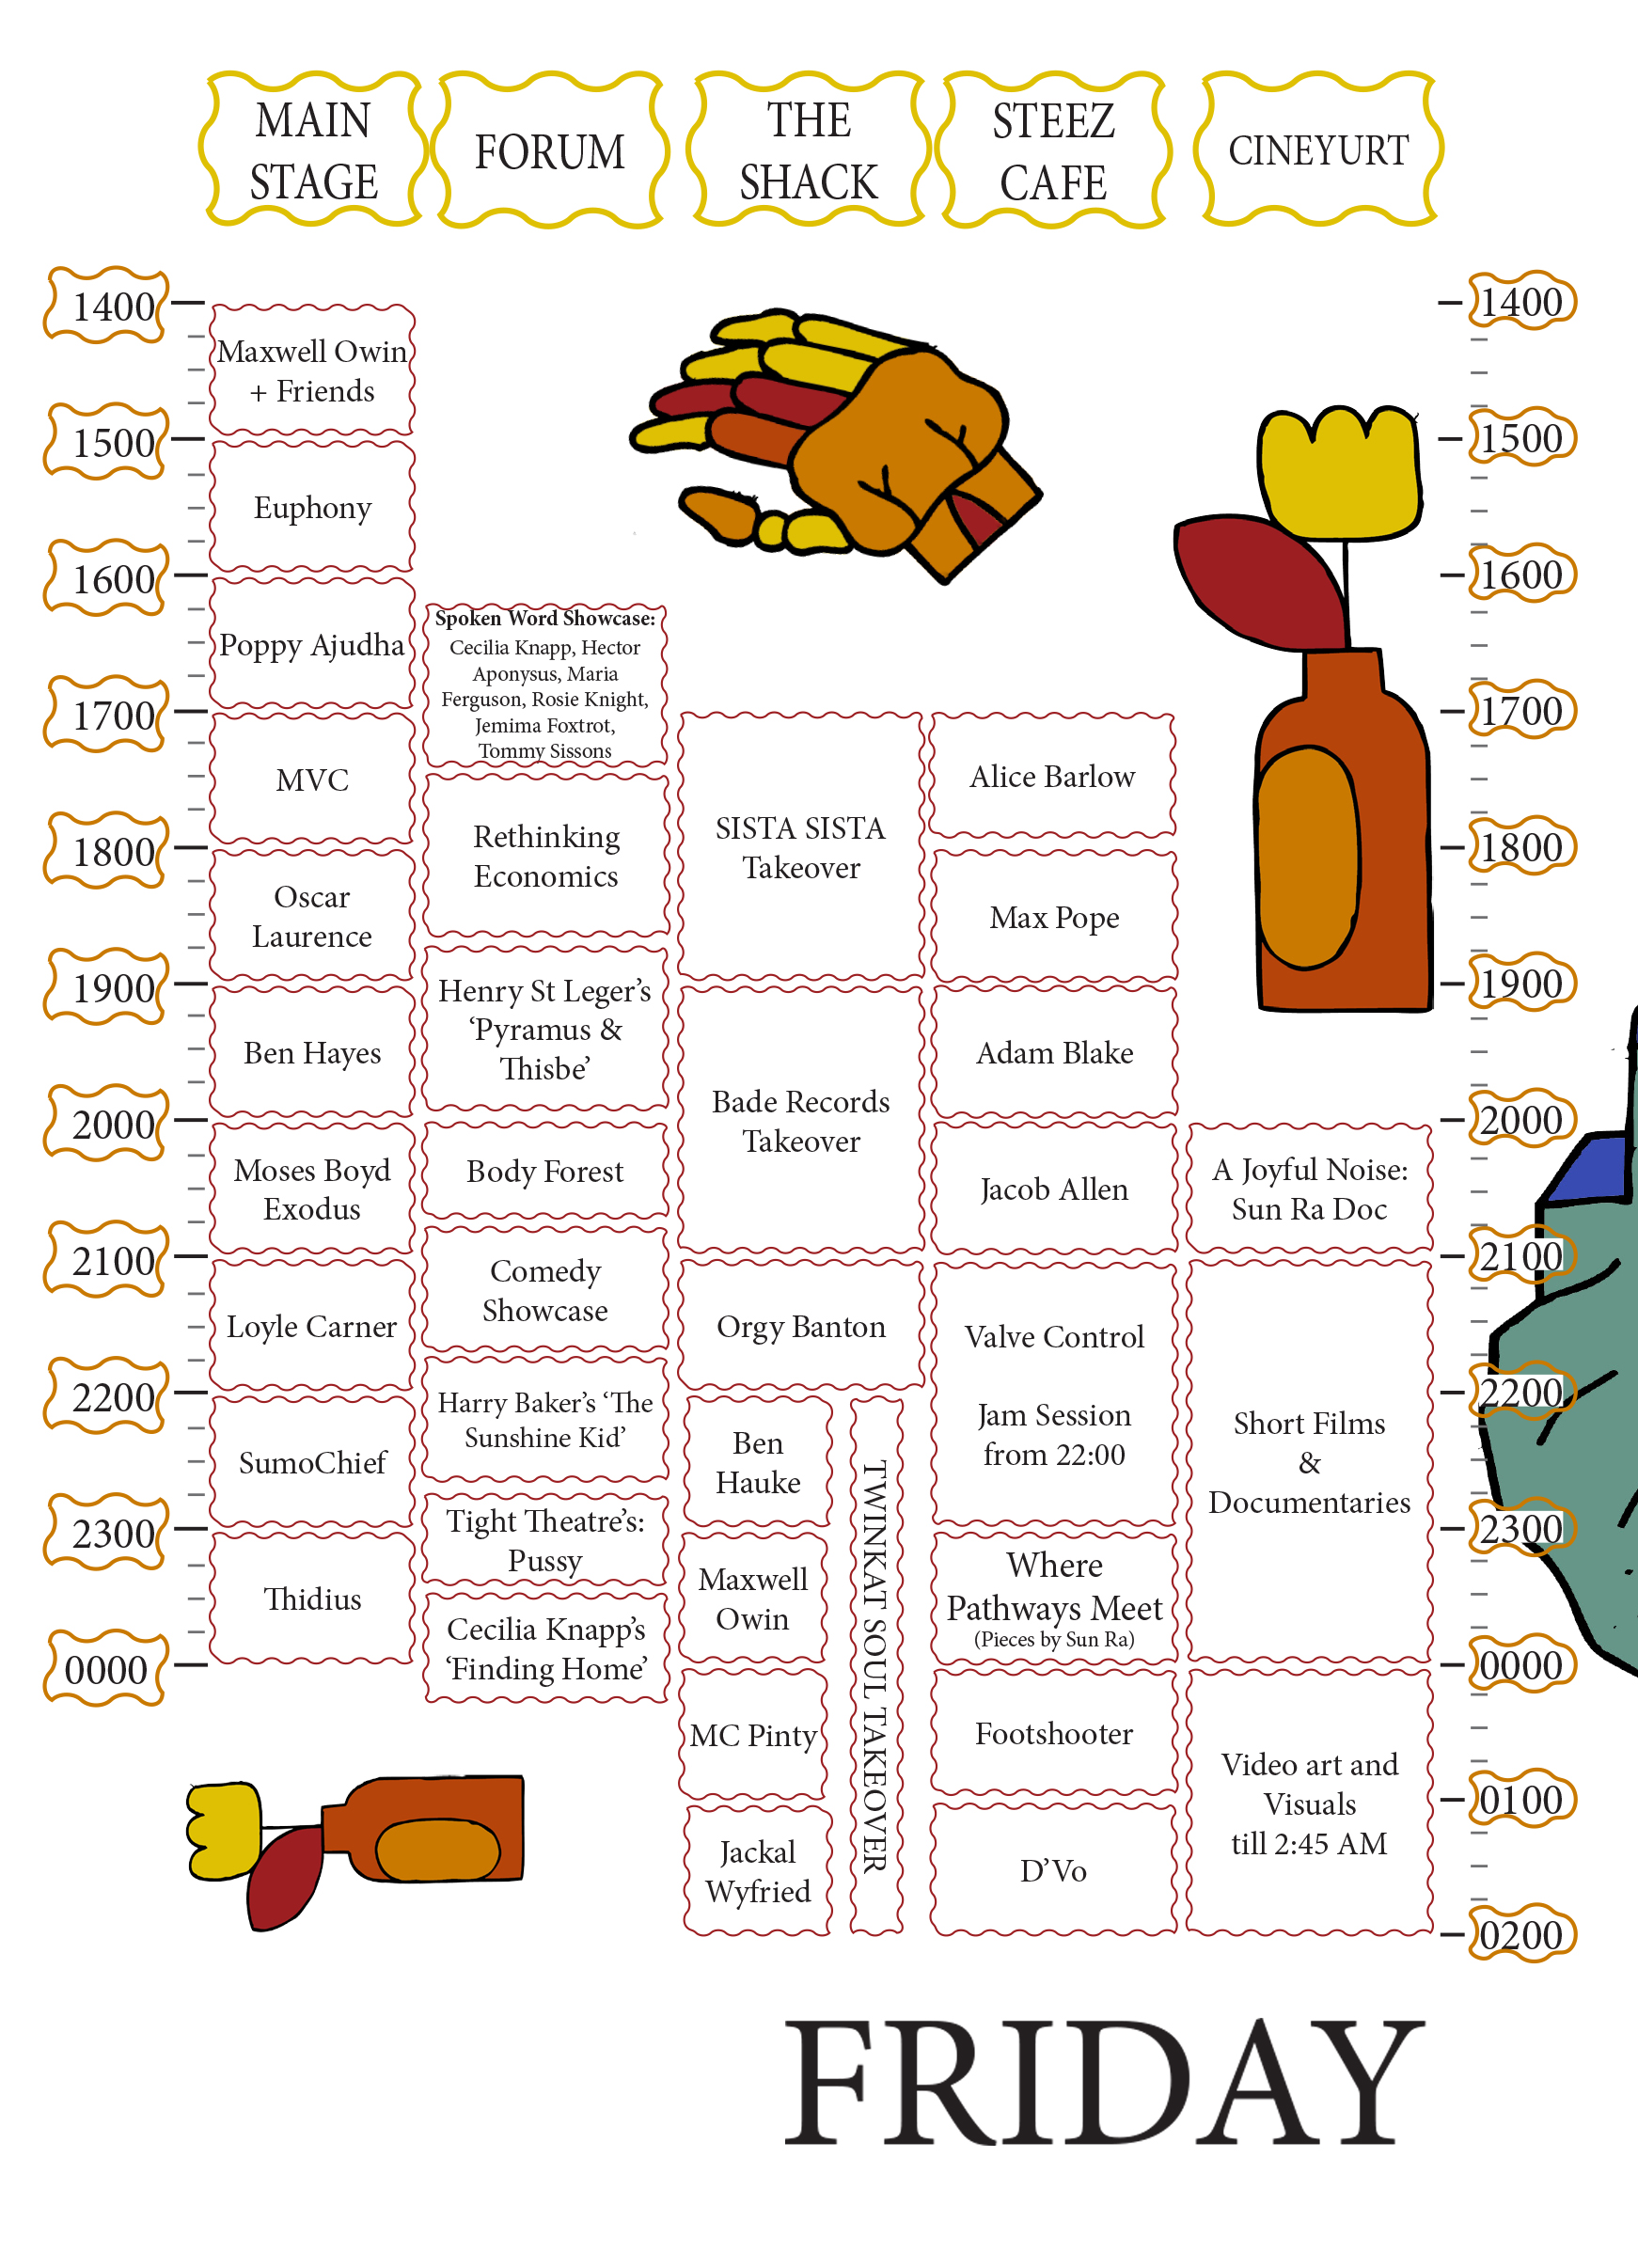 MAIN
STAGE
FORUM
THE
SHACK
STEEZ
CAFE
CINEYURT
1400
1500
1600
1700
1800
1900
2000
2100
2200
2300
0000
Maxwell Owin
+ Friends
Euphony
Poppy Ajudha
MVC
Oscar
Laurence
Ben Hayes
Moses Boyd
Exodus
Loyle Carner
SumoChief
Thidius
Spoken Word Showcase:
Cecilia Knapp, Hector
Aponysus, Maria
Ferguson, Rosie Knight,
Jemima Foxtrot,
Tommy Sissons
Rethinking
Economics
Henry St Leger’s
‘Pyramus &
Thisbe’
Body Forest
Comedy
Showcase
Harry Baker’s ‘The
Sunshine Kid’
Tight Theatre’s:
Pussy
Cecilia Knapp’s
‘Finding Home’
SISTA SISTA
Takeover
Bade Records
Takeover
Orgy Banton
Ben
Hauke
Maxwell
Owin
MC Pinty
Jackal
Wyfried
TWINKAT SOUL TAKEOVER
Alice Barlow
Max Pope
Adam Blake
Jacob Allen
Valve Control
Jam Session
from 22:00
Where
Pathways Meet
(Pieces by Sun Ra)
Footshooter
D’Vo
A Joyful Noise:
Sun Ra Doc
Short Films
&
Documentaries
Video art and
Visuals
till 2:45 AM
1400
1500
1600
1700
1800
1900
2000
2100
2200
2300
0000
0100
0200
FRIDAY